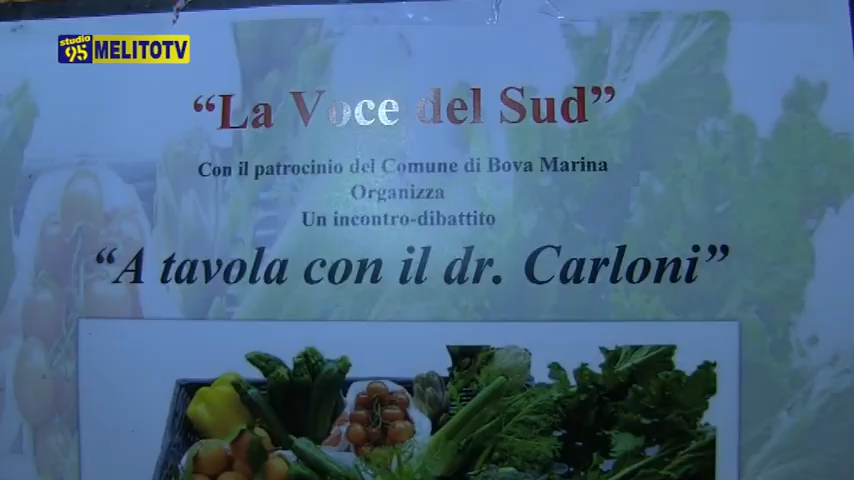 studio
95 MELITOTV
“La Voce del Sud”
Con il patrocinio del Comune di Bova Marina
Organizza
Un incontro-dibattito
“A tavola con il dr. Carloni”